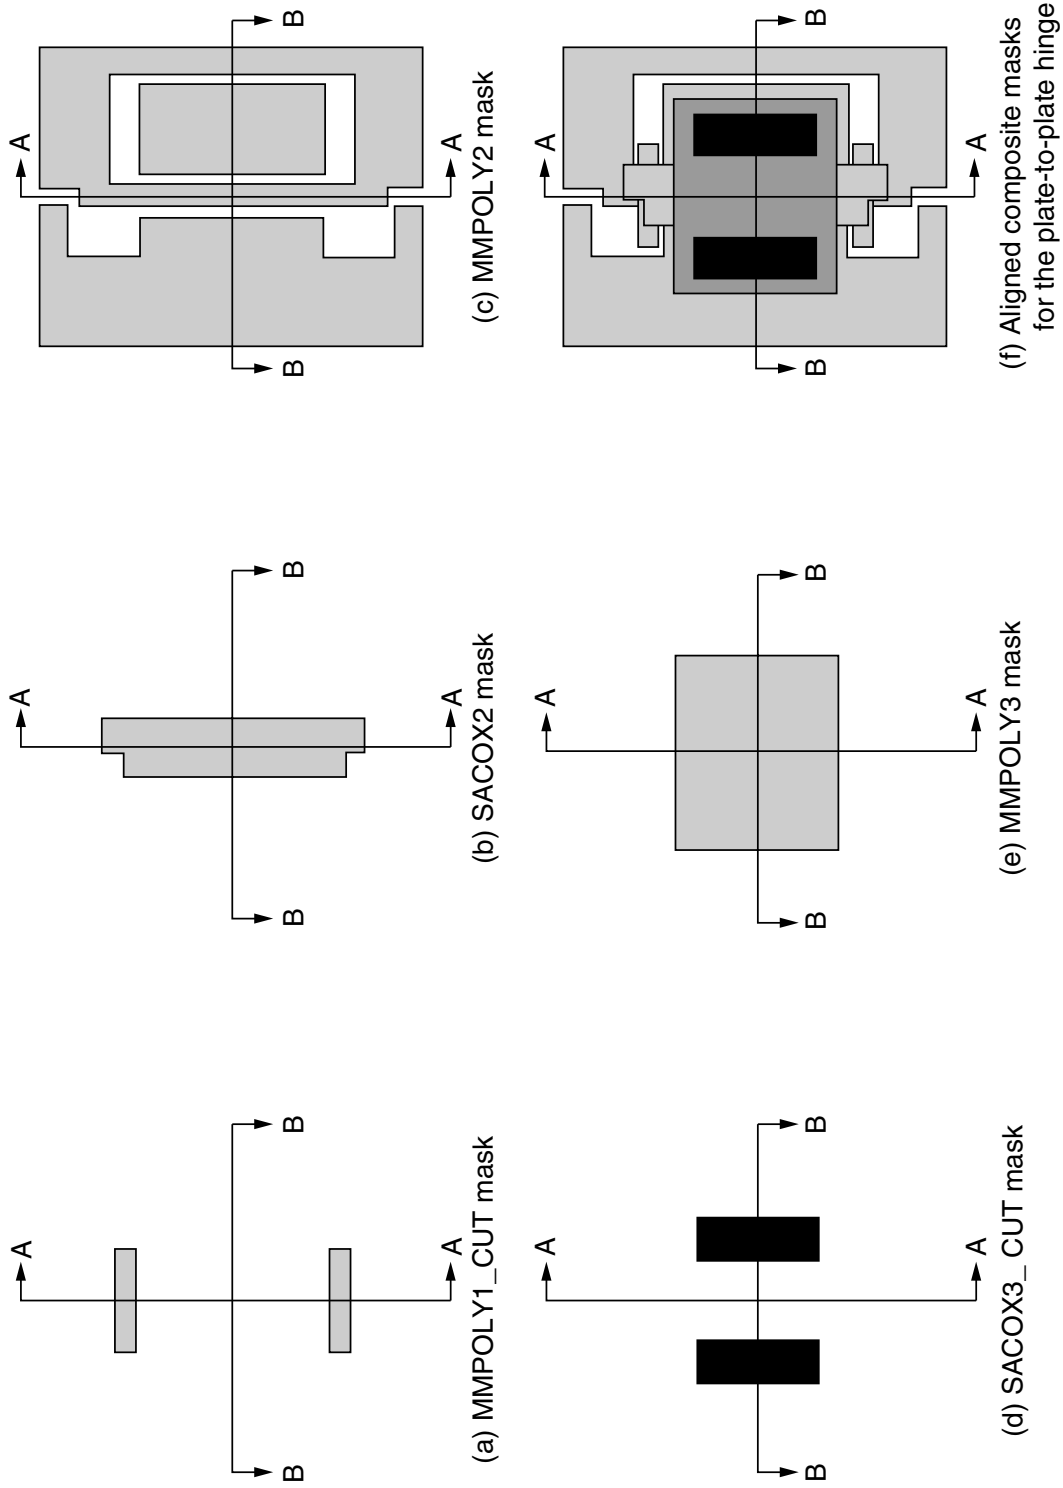 A
A
B
B
(a) MMPOLY1_CUT mask
A
A
B
B
(b) SACOX2 mask
A
A
B
B
(c) MMPOLY2 mask
A
A
B
B
(d) SACOX3_ CUT mask
A
A
B
B
(e) MMPOLY3 mask
A
A
B
B
(f) Aligned composite masks
for the plate-to-plate hinge